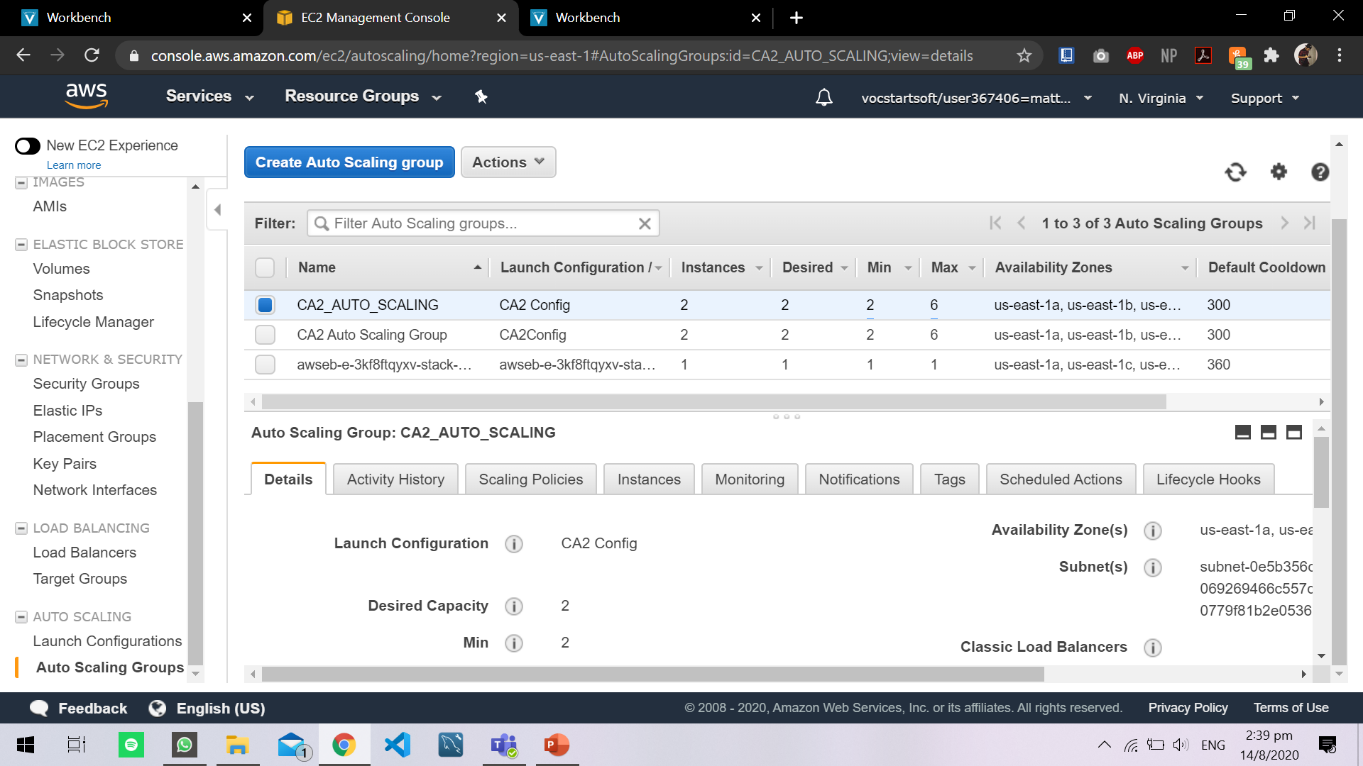 Workbench
EC2 Management Console
Workbench
console.aws.amazon.com/ec2/autoscaling/home?region=us-east-1#AutoScalingGroups:id=CA2_AUTO_SCALING;view=details
ABP
NP
39
aws
Services
Resource Groups
vocstartsoft/user367406=matt...
N. Virginia
Support
New EC2 Experience
Learn more
IMAGES
AMIs
ELASTIC BLOCK STORE
Volumes
Snapshots
Lifecycle Manager
NETWORK & SECURITY
Security Groups
Elastic IPs
Placement Groups
Key Pairs
Network Interfaces
LOAD BALANCING
Load Balancers
Target Groups
AUTO SCALING
Launch Configurations
Auto Scaling Groups
Create Auto Scaling group
Actions
Filter:
Filter Auto Scaling groups...
1 to 3 of 3 Auto Scaling Groups
Name Launch Configuration / Instances Desired Min Max Availability Zones Default Cooldown
CA2_AUTO_SCALING CA2 Config 2 2 2 6 us-east-1a, us-east-1b, us-e... 300
CA2 Auto Scaling Group CA2Config 2 2 2 6 us-east-1a, us-east-1b, us-e... 300
awseb-e-3kf8ftqyxv-stack-... awseb-e-3kf8ftqyxv-sta... 1 1 1 1 us-east-1a, us-east-1c, us-e... 360
Auto Scaling Group: CA2_AUTO_SCALING
Details Activity History Scaling Policies Instances Monitoring Notifications Tags Scheduled Actions Lifecycle Hooks
Launch Configuration CA2 Config
Desired Capacity 2
Min 2
Availability Zone(s) us-east-1a, us-ea
Subnet(s) subnet-0e5b356c
069269466c557c
0779f81b2e0536
Classic Load Balancers
Feedback
English (US)
© 2008 - 2020, Amazon Web Services, Inc. or its affiliates. All rights reserved.
Privacy Policy
Terms of Use
1
ENG
2:39 pm
14/8/2020